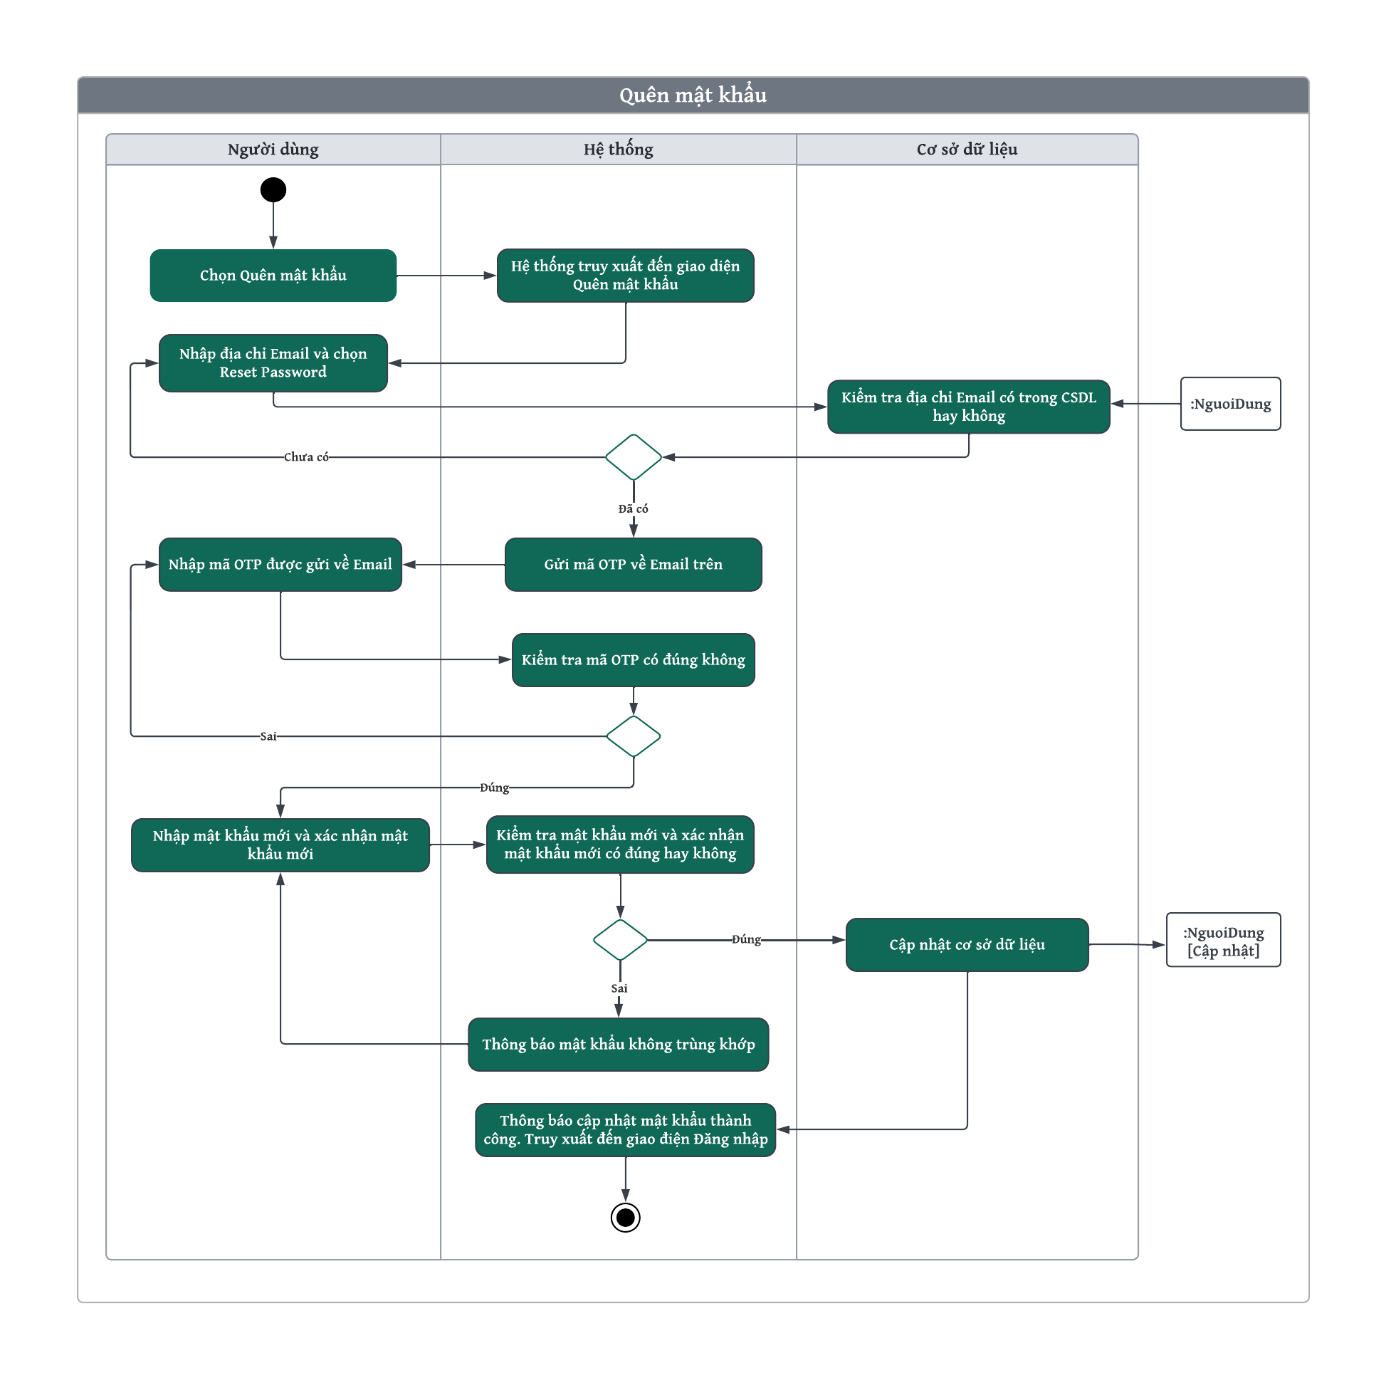 Quên mật khẩu
Người dùng
Hệ thống
Cơ sở dữ liệu
Chọn Quên mật khẩu
Hệ thống truy xuất đến giao diện
Quên mật khẩu
Nhập địa chỉ Email và chọn
Reset Password
Kiểm tra địa chỉ Email có trong CSDL
hay không
:NguoiDung
Chưa có
Đã có
Nhập mã OTP được gửi về Email
Gửi mã OTP về Email trên
Kiểm tra mã OTP có đúng không
Sai
Đúng
Nhập mật khẩu mới và xác nhận mật
khẩu mới
Kiểm tra mật khẩu mới và xác nhận
mật khẩu mới có đúng hay không
Đúng
Cập nhật cơ sở dữ liệu
:NguoiDung
[Cập nhật]
Sai
Thông báo mật khẩu không trùng khớp
Thông báo cập nhật mật khẩu thành
công. Truy xuất đến giao điện Đăng nhập